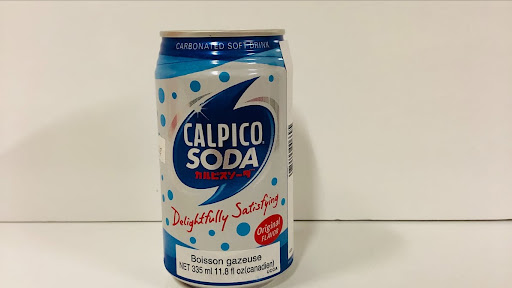 CARBONATED SOFT DRINK
CALPICO
SODA
カルピスソーダ
Delightfully Satisfying
Original
FLAVOR
Boisson gazeuse
NET 335 ml 11.8 fl oz(canadien)